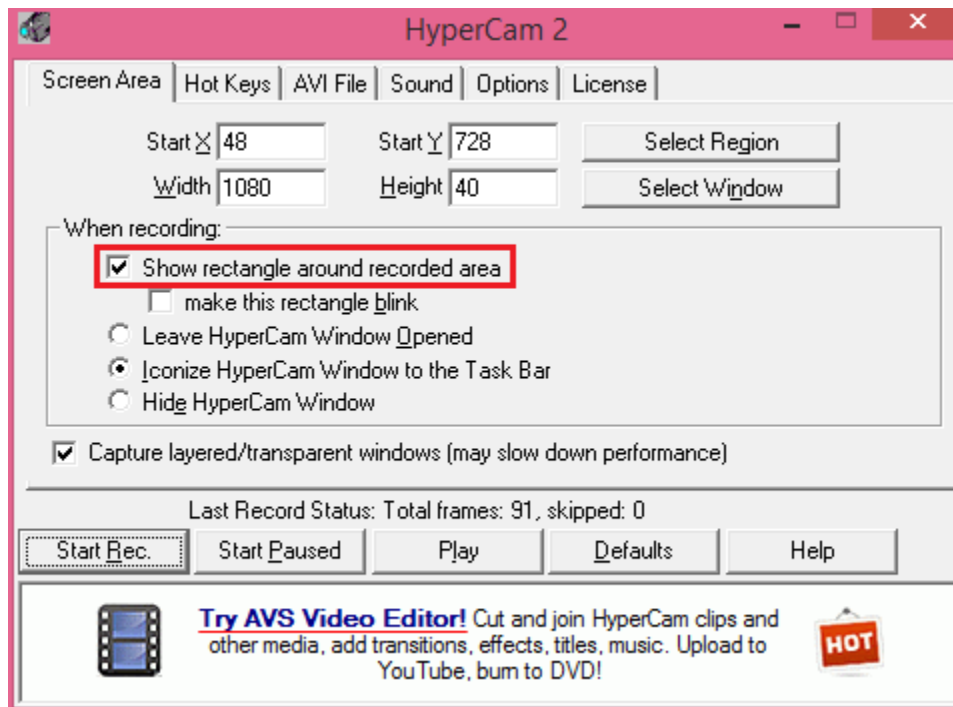 HyperCam 2
Screen Area Hot Keys AVI File Sound Options License
Start X 48 Start Y 728 Select Region
Width 1080 Height 40 Select Window
When recording:
Show rectangle around recorded area
make this rectangle blink
Leave HyperCam Window Opened
Iconize HyperCam Window to the Task Bar
Hide HyperCam Window
Capture layered/transparent windows (may slow down performance)
Last Record Status: Total frames: 91, skipped: 0
Start Rec. Start Paused Play Defaults Help
Try AVS Video Editor! Cut and join HyperCam clips and
other media, add transitions, effects, titles, music. Upload to
YouTube, burn to DVD!
HOT